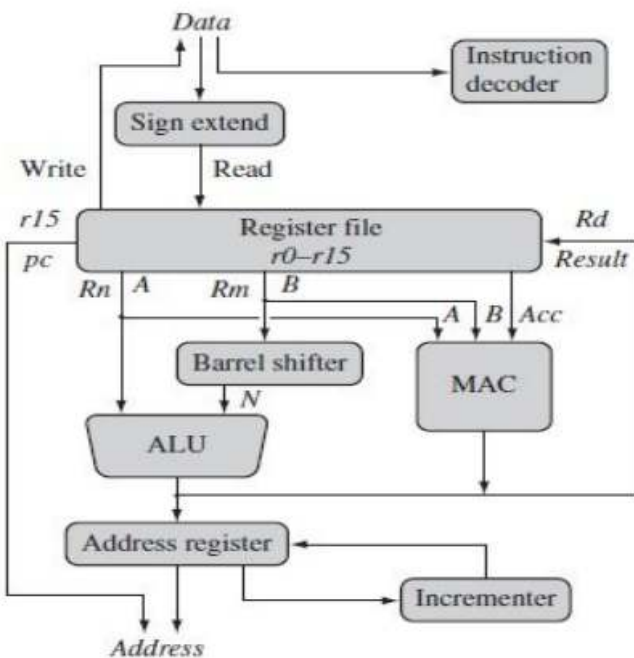 Data
Instruction
decoder
Sign extend
Write
Read
r15
Register file
Rd
pc
r0–r15
Result
Rn
A
Rm
B
A
B
Acc
Barrel shifter
MAC
N
ALU
Address register
Incrementer
Address